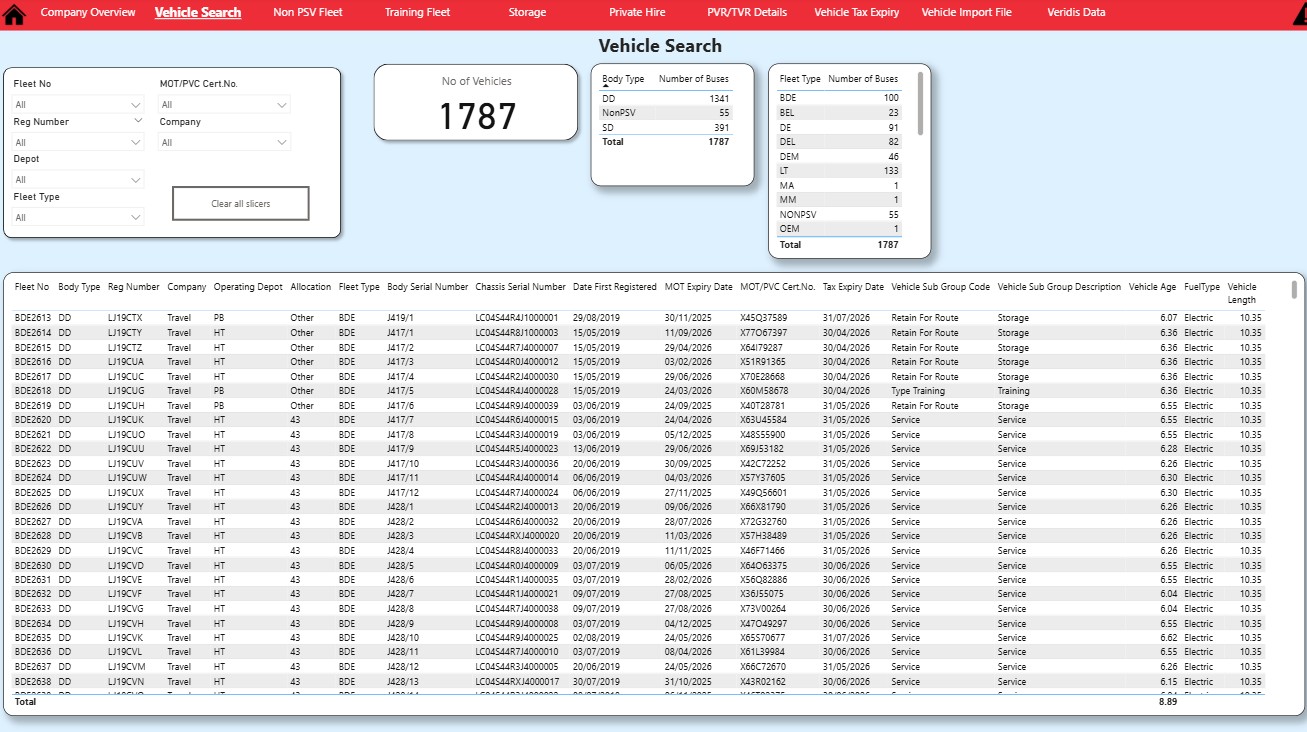 Company Overview Vehicle Search Non PSV Fleet Training Fleet Storage Private Hire PVR/TVR Details Vehicle Tax Expiry Vehicle Import File Veridis Data
Vehicle Search
Fleet No MOT/PVC Cert.No.
All All
Reg Number Company
All All
Depot
All
Fleet Type
All
Clear all slicers
No of Vehicles
1787
Body Type Number of Buses
DD 1341
NonPSV 55
SD 391
Total 1787
Fleet Type Number of Buses
BDE 100
BEL 23
DE 91
DEL 82
DEM 46
LT 133
MA 1
MM 1
NONPSV 55
OEM 1
Total 1787
Fleet No Body Type Reg Number Company Operating Depot Allocation Fleet Type Body Serial Number Chassis Serial Number Date First Registered MOT Expiry Date MOT/PVC Cert.No. Tax Expiry Date Vehicle Sub Group Code Vehicle Sub Group Description Vehicle Age FuelType Vehicle
Length
BDE2613 DD LJ19CTX Travel PB Other BDE J419/1 LC04S44R4J1000001 29/08/2019 30/11/2025 X45Q37589 31/07/2026 Retain For Route Storage 6.07 Electric 10.35
BDE2614 DD LJ19CTY Travel HT Other BDE J417/1 LC04S44R0J4000008 15/05/2019 11/09/2026 X77O67397 30/04/2026 Retain For Route Storage 6.36 Electric 10.35
BDE2615 DD LJ19CTZ Travel HT Other BDE J417/2 LC04S44R7J4000007 15/05/2019 29/04/2026 X64I79287 30/04/2026 Retain For Route Storage 6.36 Electric 10.35
BDE2616 DD LJ19CUA Travel HT Other BDE J417/3 LC04S44R0J4000012 15/05/2019 03/02/2026 X51R91365 30/04/2026 Retain For Route Storage 6.36 Electric 10.35
BDE2617 DD LJ19CUC Travel HT Other BDE J417/4 LC04S44R2J4000030 15/05/2019 29/06/2026 X70E28668 30/04/2026 Retain For Route Storage 6.36 Electric 10.35
BDE2618 DD LJ19CUG Travel PB Other BDE J417/5 LC04S44R4J4000028 15/05/2019 24/03/2026 X60M58678 30/04/2026 Type Training Training 6.36 Electric 10.35
BDE2619 DD LJ19CUH Travel PB Other BDE J417/6 LC04S44R9J4000039 03/06/2019 24/09/2025 X40T28781 31/05/2026 Retain For Route Storage 6.55 Electric 10.35
BDE2620 DD LJ19CUK Travel HT 43 BDE J417/7 LC04S44R6J4000015 03/06/2019 24/04/2026 X63U45584 31/05/2026 Service Service 6.55 Electric 10.35
BDE2621 DD LJ19CUO Travel HT 43 BDE J417/8 LC04S44R3J4000019 03/06/2019 05/12/2025 X48S55900 31/05/2026 Service Service 6.55 Electric 10.35
BDE2622 DD LJ19CUU Travel HT 43 BDE J417/9 LC04S44R5J4000023 13/06/2019 29/06/2026 X69J53182 31/05/2026 Service Service 6.28 Electric 10.35
BDE2623 DD LJ19CUV Travel HT 43 BDE J417/10 LC04S44R3J4000036 20/06/2019 30/09/2025 X42C72252 31/05/2026 Service Service 6.26 Electric 10.35
BDE2624 DD LJ19CUW Travel HT 43 BDE J417/11 LC04S44R4J4000014 06/06/2019 04/03/2026 X57Y37605 31/05/2026 Service Service 6.30 Electric 10.35
BDE2625 DD LJ19CUX Travel HT 43 BDE J417/12 LC04S44R7J4000024 06/06/2019 27/11/2025 X49Q56601 31/05/2026 Service Service 6.30 Electric 10.35
BDE2626 DD LJ19CUY Travel HT 43 BDE J428/1 LC04S44R2J4000013 20/06/2019 09/06/2026 X66X81790 31/05/2026 Service Service 6.26 Electric 10.35
BDE2627 DD LJ19CVA Travel HT 43 BDE J428/2 LC04S44R6J4000032 20/06/2019 28/07/2026 X72G32760 31/05/2026 Service Service 6.26 Electric 10.35
BDE2628 DD LJ19CVB Travel HT 43 BDE J428/3 LC04S44RXJ4000020 20/06/2019 11/03/2026 X57H38489 31/05/2026 Service Service 6.26 Electric 10.35
BDE2629 DD LJ19CVC Travel HT 43 BDE J428/4 LC04S44R8J4000033 20/06/2019 11/11/2025 X46F71466 31/05/2026 Service Service 6.26 Electric 10.35
BDE2630 DD LJ19CVD Travel HT 43 BDE J428/5 LC04S44R0J4000009 03/07/2019 06/05/2026 X64O63375 30/06/2026 Service Service 6.55 Electric 10.35
BDE2631 DD LJ19CVE Travel HT 43 BDE J428/6 LC04S44R1J4000035 03/07/2019 28/02/2026 X56Q82886 30/06/2026 Service Service 6.55 Electric 10.35
BDE2632 DD LJ19CVF Travel HT 43 BDE J428/7 LC04S44R1J4000021 09/07/2019 27/08/2025 X36J55075 30/06/2026 Service Service 6.04 Electric 10.35
BDE2633 DD LJ19CVG Travel HT 43 BDE J428/8 LC04S44R7J4000038 09/07/2019 27/08/2026 X73V00264 30/06/2026 Service Service 6.04 Electric 10.35
BDE2634 DD LJ19CVH Travel HT 43 BDE J428/9 LC04S44R9J4000008 03/07/2019 04/12/2025 X47O49297 30/06/2026 Service Service 6.55 Electric 10.35
BDE2635 DD LJ19CVK Travel HT 43 BDE J428/10 LC04S44R9J4000025 02/08/2019 24/05/2026 X65S70677 31/07/2026 Service Service 6.62 Electric 10.35
BDE2636 DD LJ19CVL Travel HT 43 BDE J428/11 LC04S44R7J4000010 03/07/2019 08/04/2026 X61L39984 30/06/2026 Service Service 6.55 Electric 10.35
BDE2637 DD LJ19CVM Travel HT 43 BDE J428/12 LC04S44R3J4000005 20/06/2019 24/05/2026 X66C72670 31/05/2026 Service Service 6.26 Electric 10.35
BDE2638 DD LJ19CVN Travel HT 43 BDE J428/13 LC04S44RXJ4000017 30/07/2019 31/10/2025 X43R02162 30/06/2026 Service Service 6.15 Electric 10.35
Total 8.89